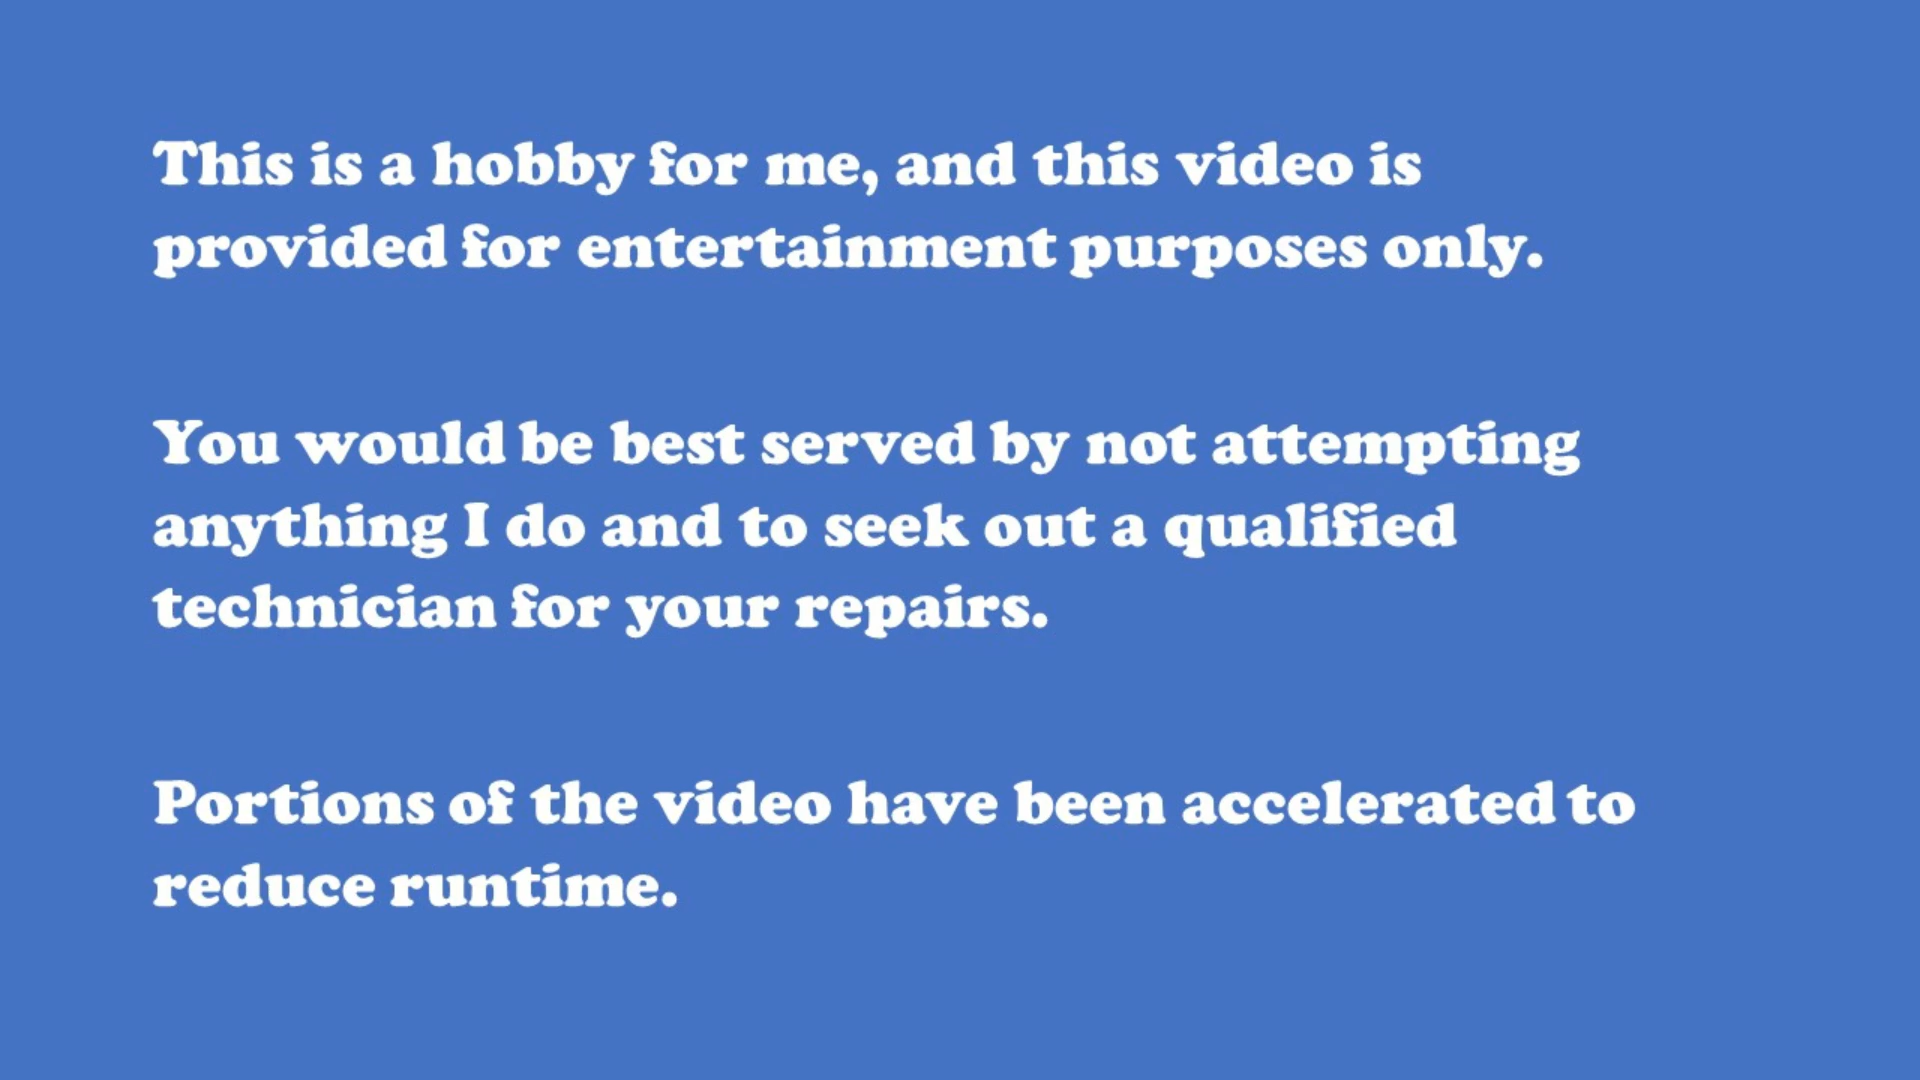 This is a hobby for me, and this video is
provided for entertainment purposes only.
You would be best served by not attempting
anything I do and to seek out a qualified
technician for your repairs.
Portions of the video have been accelerated to
reduce runtime.